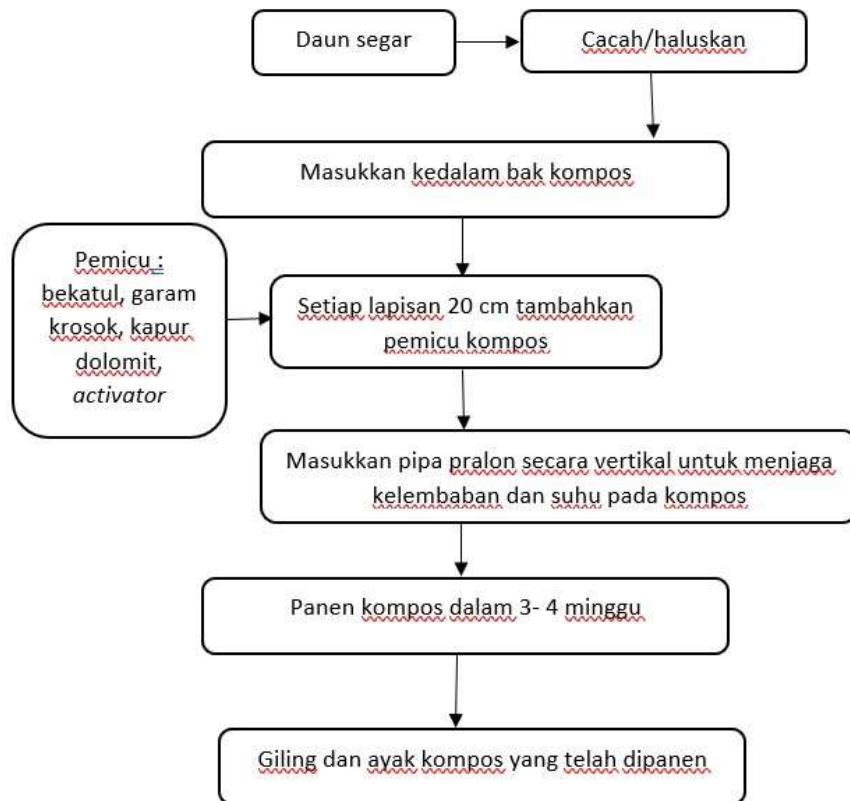 Daun segar
Cacah/haluskan
Masukkan kedalam bak kompos
Pemicu :
bekatul, garam
krosok, kapur
dolomit,
activator
Setiap lapisan 20 cm tambahkan
pemicu kompos
Masukkan pipa pralon secara vertikal untuk menjaga
kelembaban dan suhu pada kompos
Panen kompos dalam 3- 4 minggu
Giling dan ayak kompos yang telah dipanen